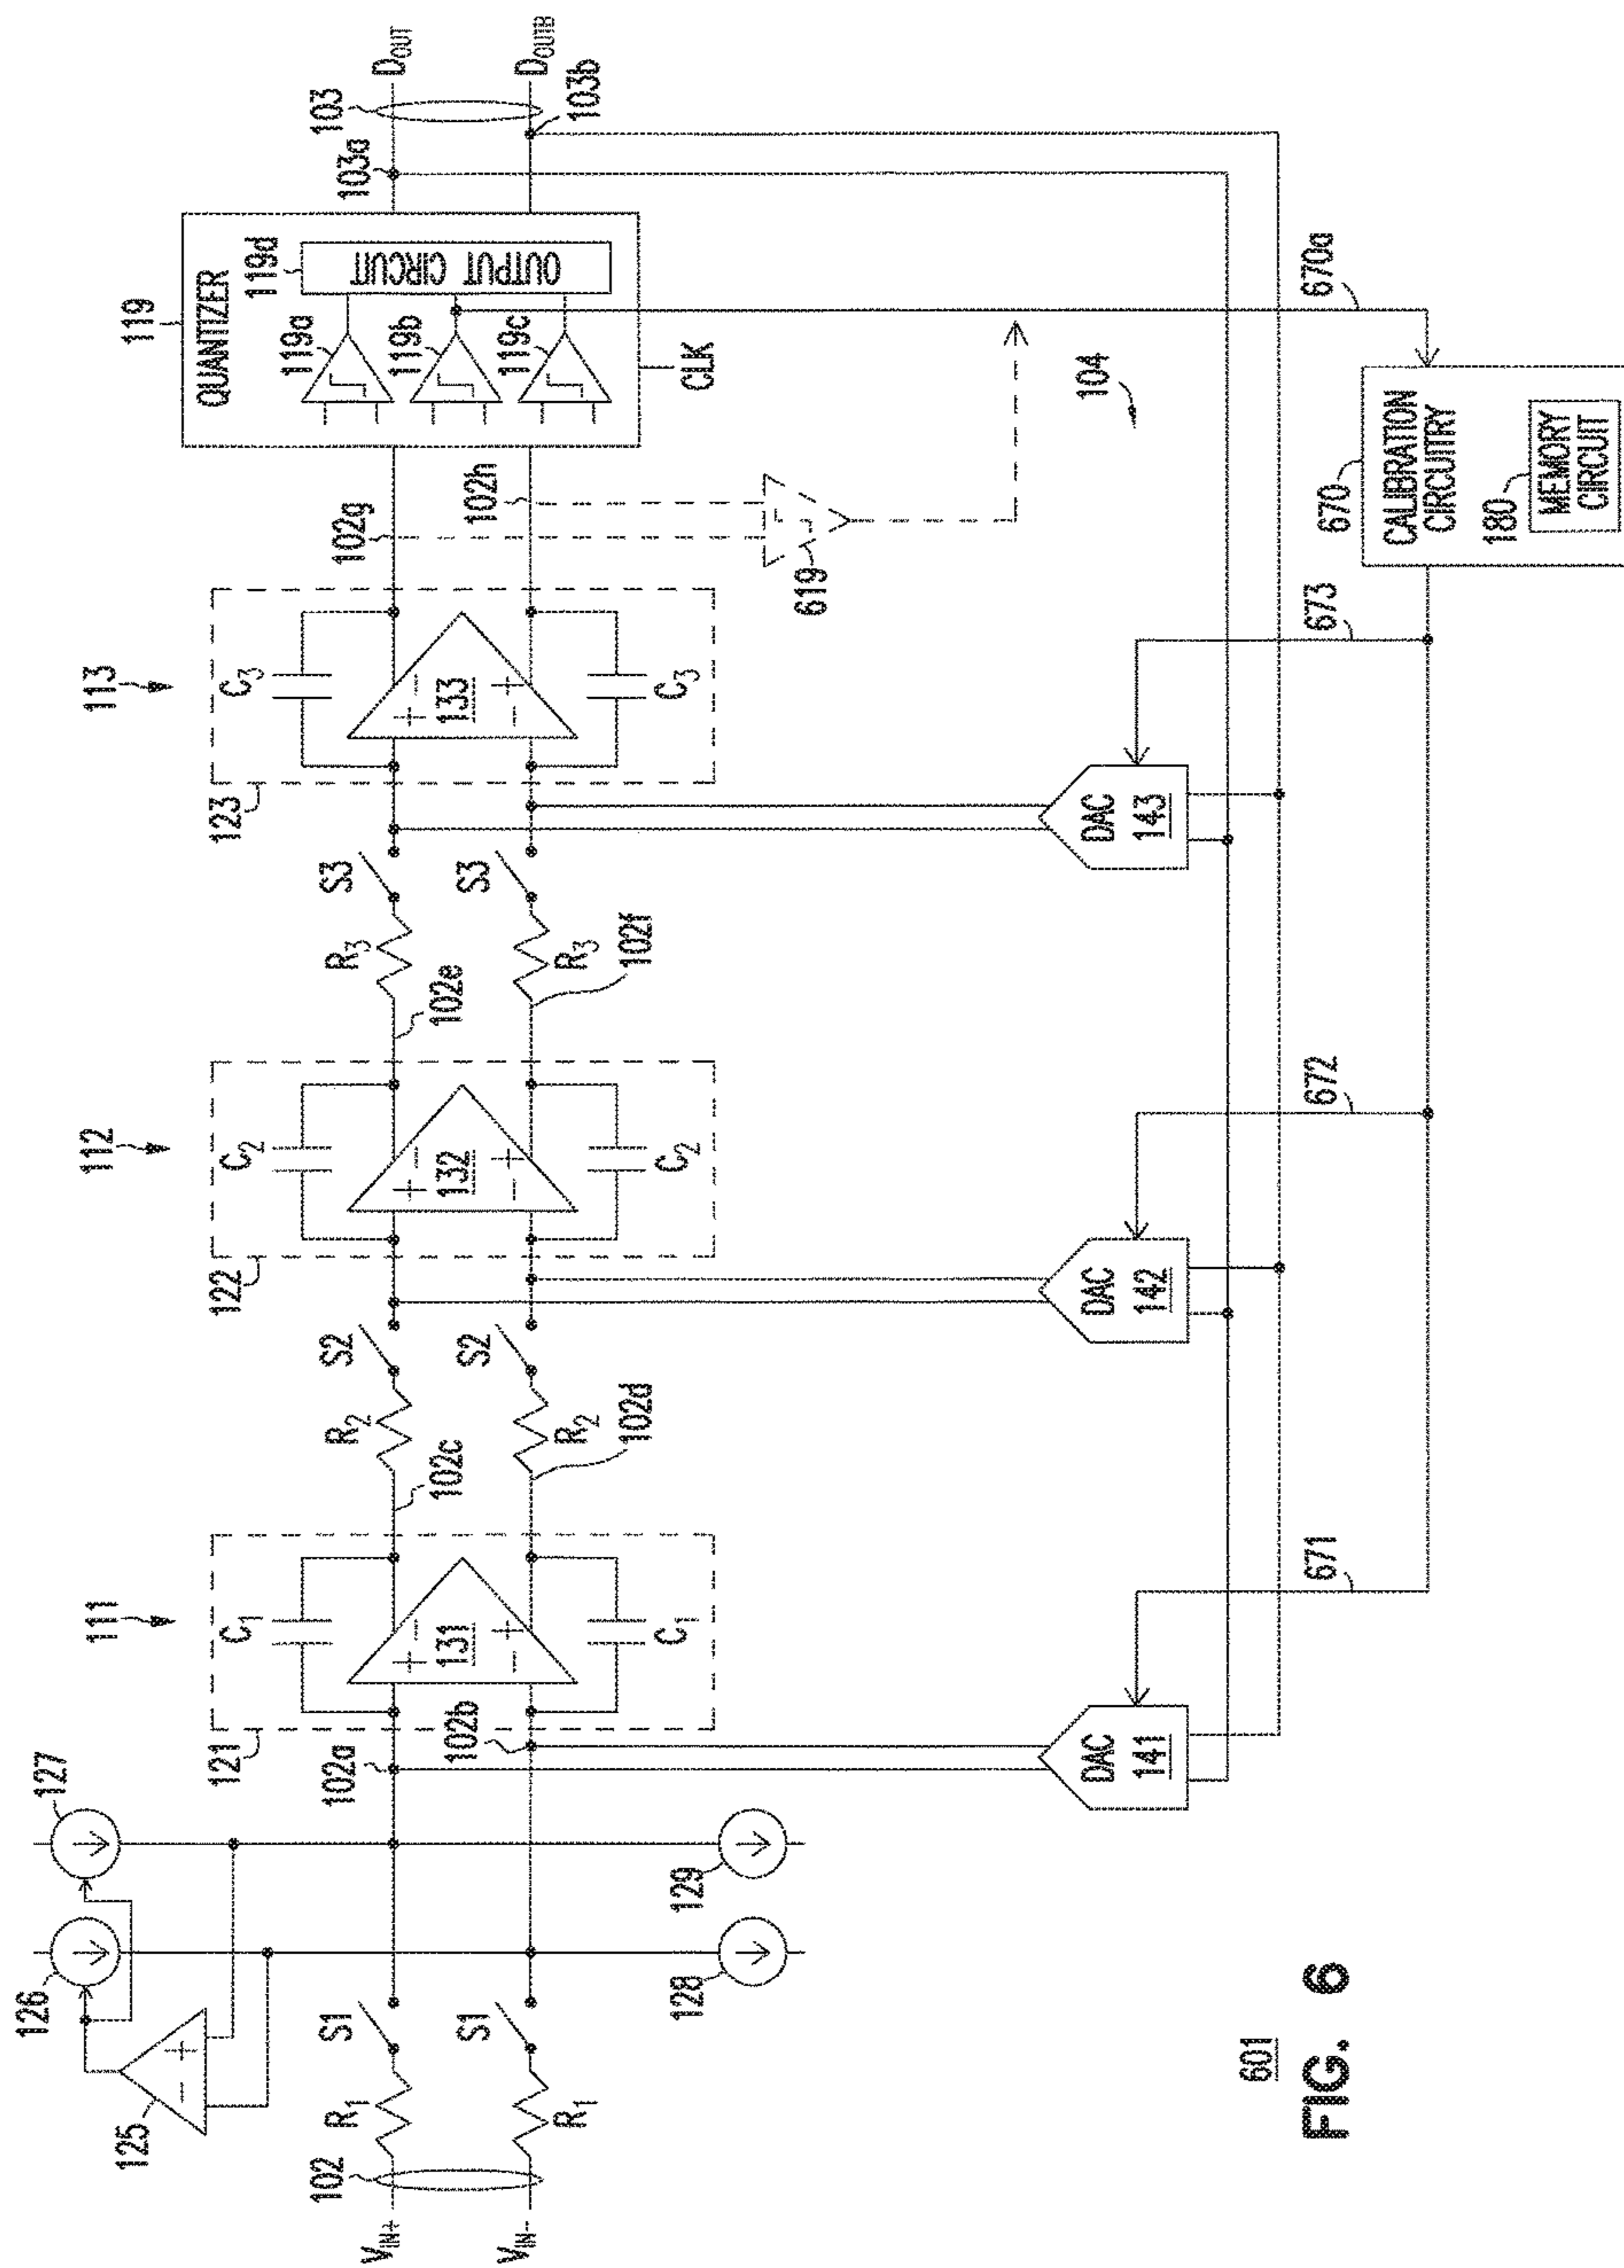 126
127
125
111
112
113
119
103
D_OUT
QUANTIZER
119d
103a
C1
C2
C3
119a
121
122
123
102
R1
S1
102a
R2
S2
R3
S3
102g
119b
OUTPUT CIRCUIT
V_IN+
+ −
131
− +
102c
+ −
132
− +
102e
+ −
133
− +
102h
119c
D_OUTB
103b
− +
102b
V_IN-
R1
S1
C1
102d
R2
S2
C2
102f
R3
S3
C3
CLK
128
129
619
104
DAC
141
DAC
142
DAC
143
670a
671
672
673
670
CALIBRATION
CIRCUITRY
180
MEMORY
CIRCUIT
601
FIG. 6